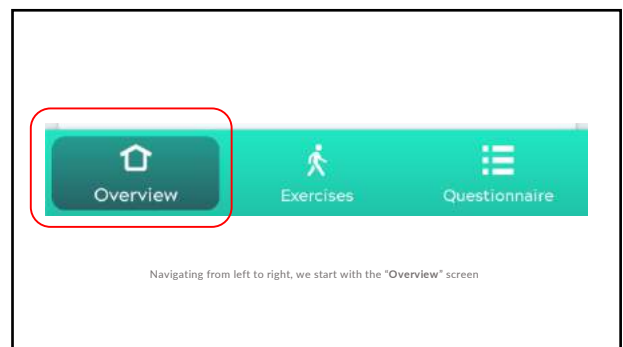 Overview
Exercises
Questionnaire
Navigating from left to right, we start with the “Overview” screen